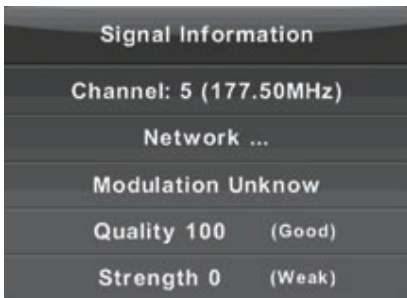 Signal Information
Channel: 5 (177.50MHz)
Network ...
Modulation Unknow
Quality 100 (Good)
Strength 0 (Weak)